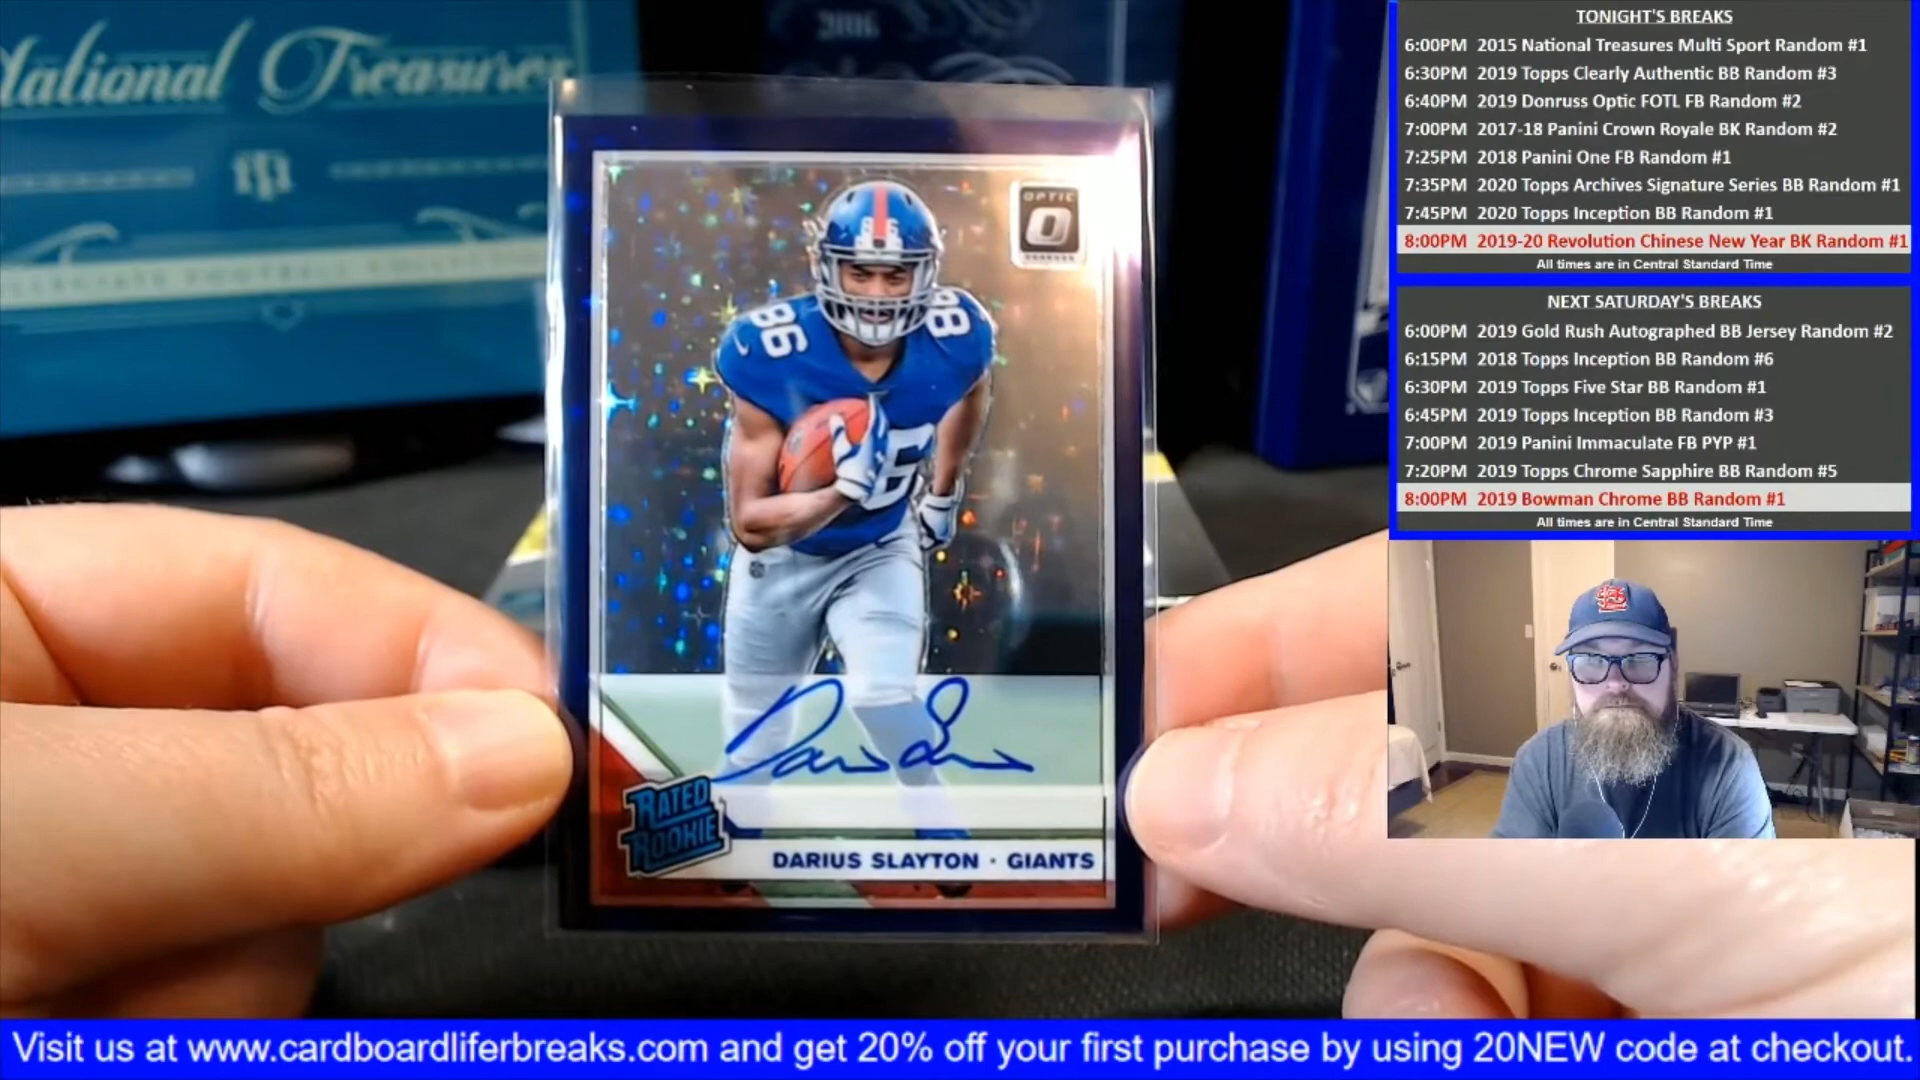 National Treasures
2016
OPTIC
O
86
86
98
86
RATED
ROOKIE
DARIUS SLAYTON · GIANTS
TONIGHT'S BREAKS
6:00PM 2015 National Treasures Multi Sport Random #1
6:30PM 2019 Topps Clearly Authentic BB Random #3
6:40PM 2019 Donruss Optic FOTL FB Random #2
7:00PM 2017-18 Panini Crown Royale BK Random #2
7:25PM 2018 Panini One FB Random #1
7:35PM 2020 Topps Archives Signature Series BB Random #1
7:45PM 2020 Topps Inception BB Random #1
8:00PM 2019-20 Revolution Chinese New Year BK Random #1
All times are in Central Standard Time
NEXT SATURDAY'S BREAKS
6:00PM 2019 Gold Rush Autographed BB Jersey Random #2
6:15PM 2018 Topps Inception BB Random #6
6:30PM 2019 Topps Five Star BB Random #1
6:45PM 2019 Topps Inception BB Random #3
7:00PM 2019 Panini Immaculate FB PYP #1
7:20PM 2019 Topps Chrome Sapphire BB Random #5
8:00PM 2019 Bowman Chrome BB Random #1
All times are in Central Standard Time
Visit us at www.cardboardliferbreaks.com and get 20% off your first purchase by using 20NEW code at checkout.